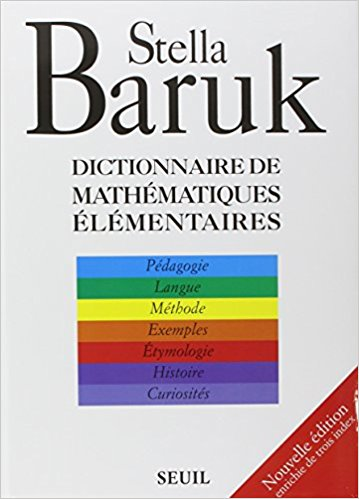 Stella
Baruk
DICTIONNAIRE DE
MATHÉMATIQUES
ÉLÉMENTAIRES
Pédagogie
Langue
Méthode
Exemples
Étymologie
Histoire
Curiosités
Nouvelle édition
enrichie de trois index
SEUIL